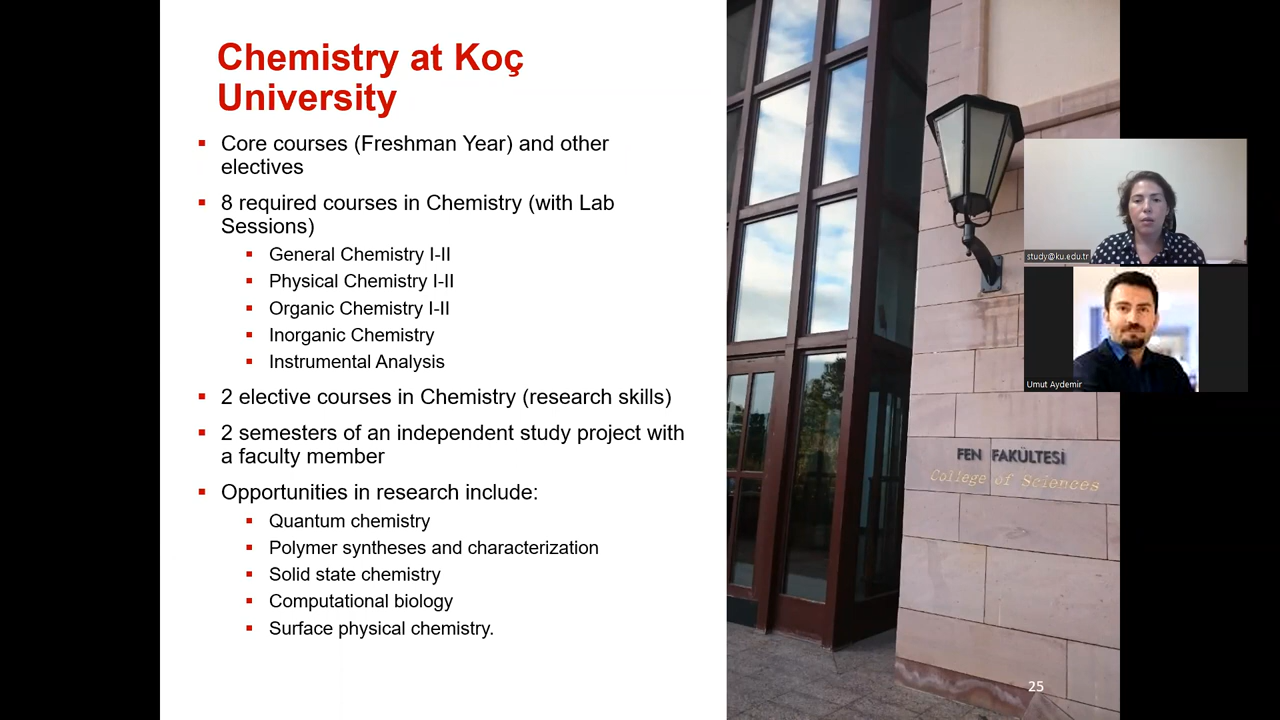 Chemistry at Koç
University
Core courses (Freshman Year) and other
electives
8 required courses in Chemistry (with Lab
Sessions)
General Chemistry I-II
Physical Chemistry I-II
Organic Chemistry I-II
Inorganic Chemistry
Instrumental Analysis
2 elective courses in Chemistry (research skills)
2 semesters of an independent study project with
a faculty member
Opportunities in research include:
Quantum chemistry
Polymer syntheses and characterization
Solid state chemistry
Computational biology
Surface physical chemistry.
FEN FAKÜLTESİ
College of Sciences
25
study@ku.edu.tr
Umut Aydemir